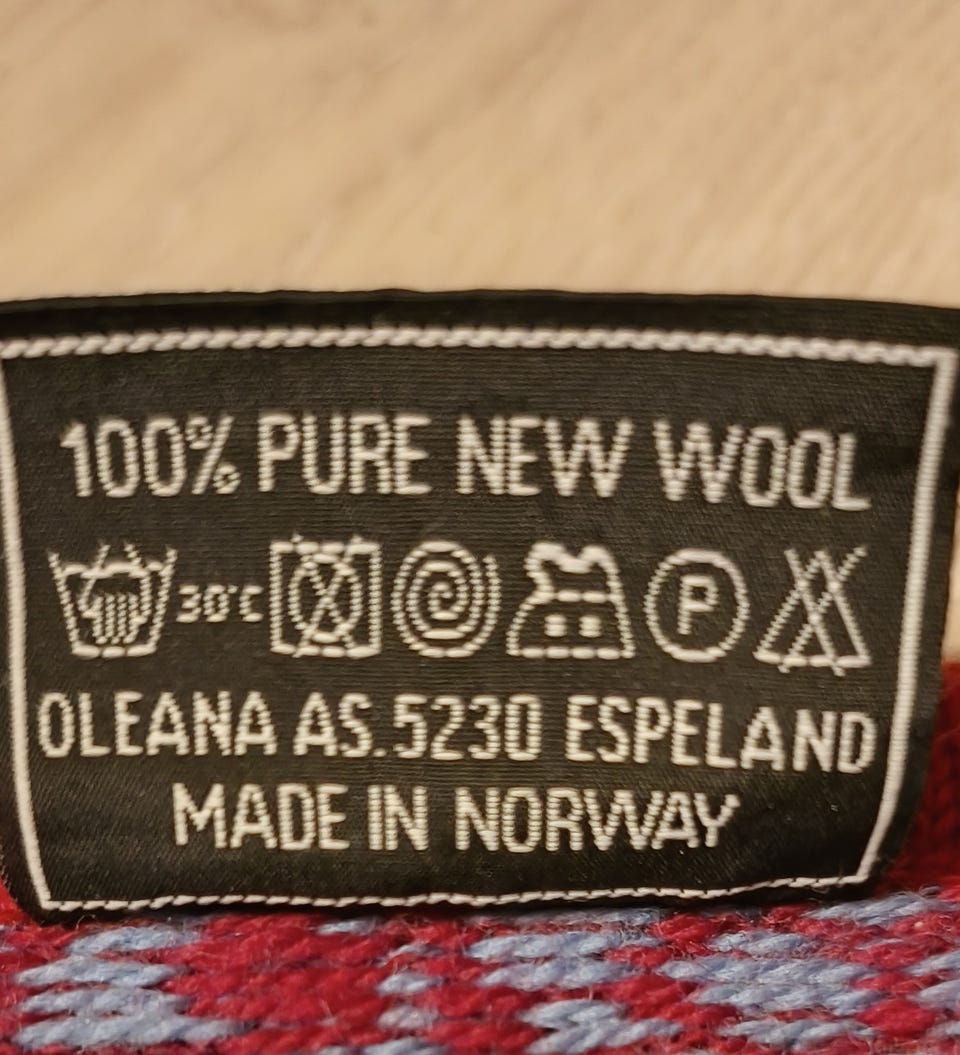 100% PURE NEW WOOL
30°C P
OLEANA AS.5230 ESPELAND
MADE IN NORWAY